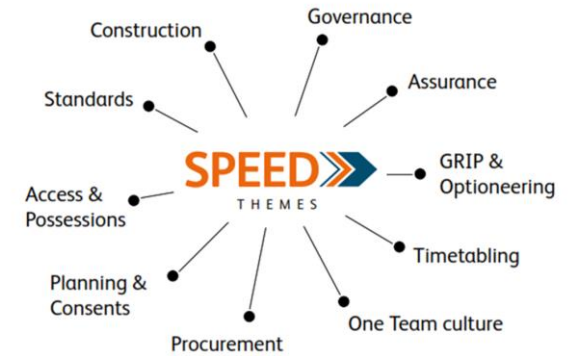 Governance
Construction
Assurance
Standards
SPEED
THEMES
GRIP &
Optioneering
Access &
Possessions
Timetabling
Planning &
Consents
One Team culture
Procurement